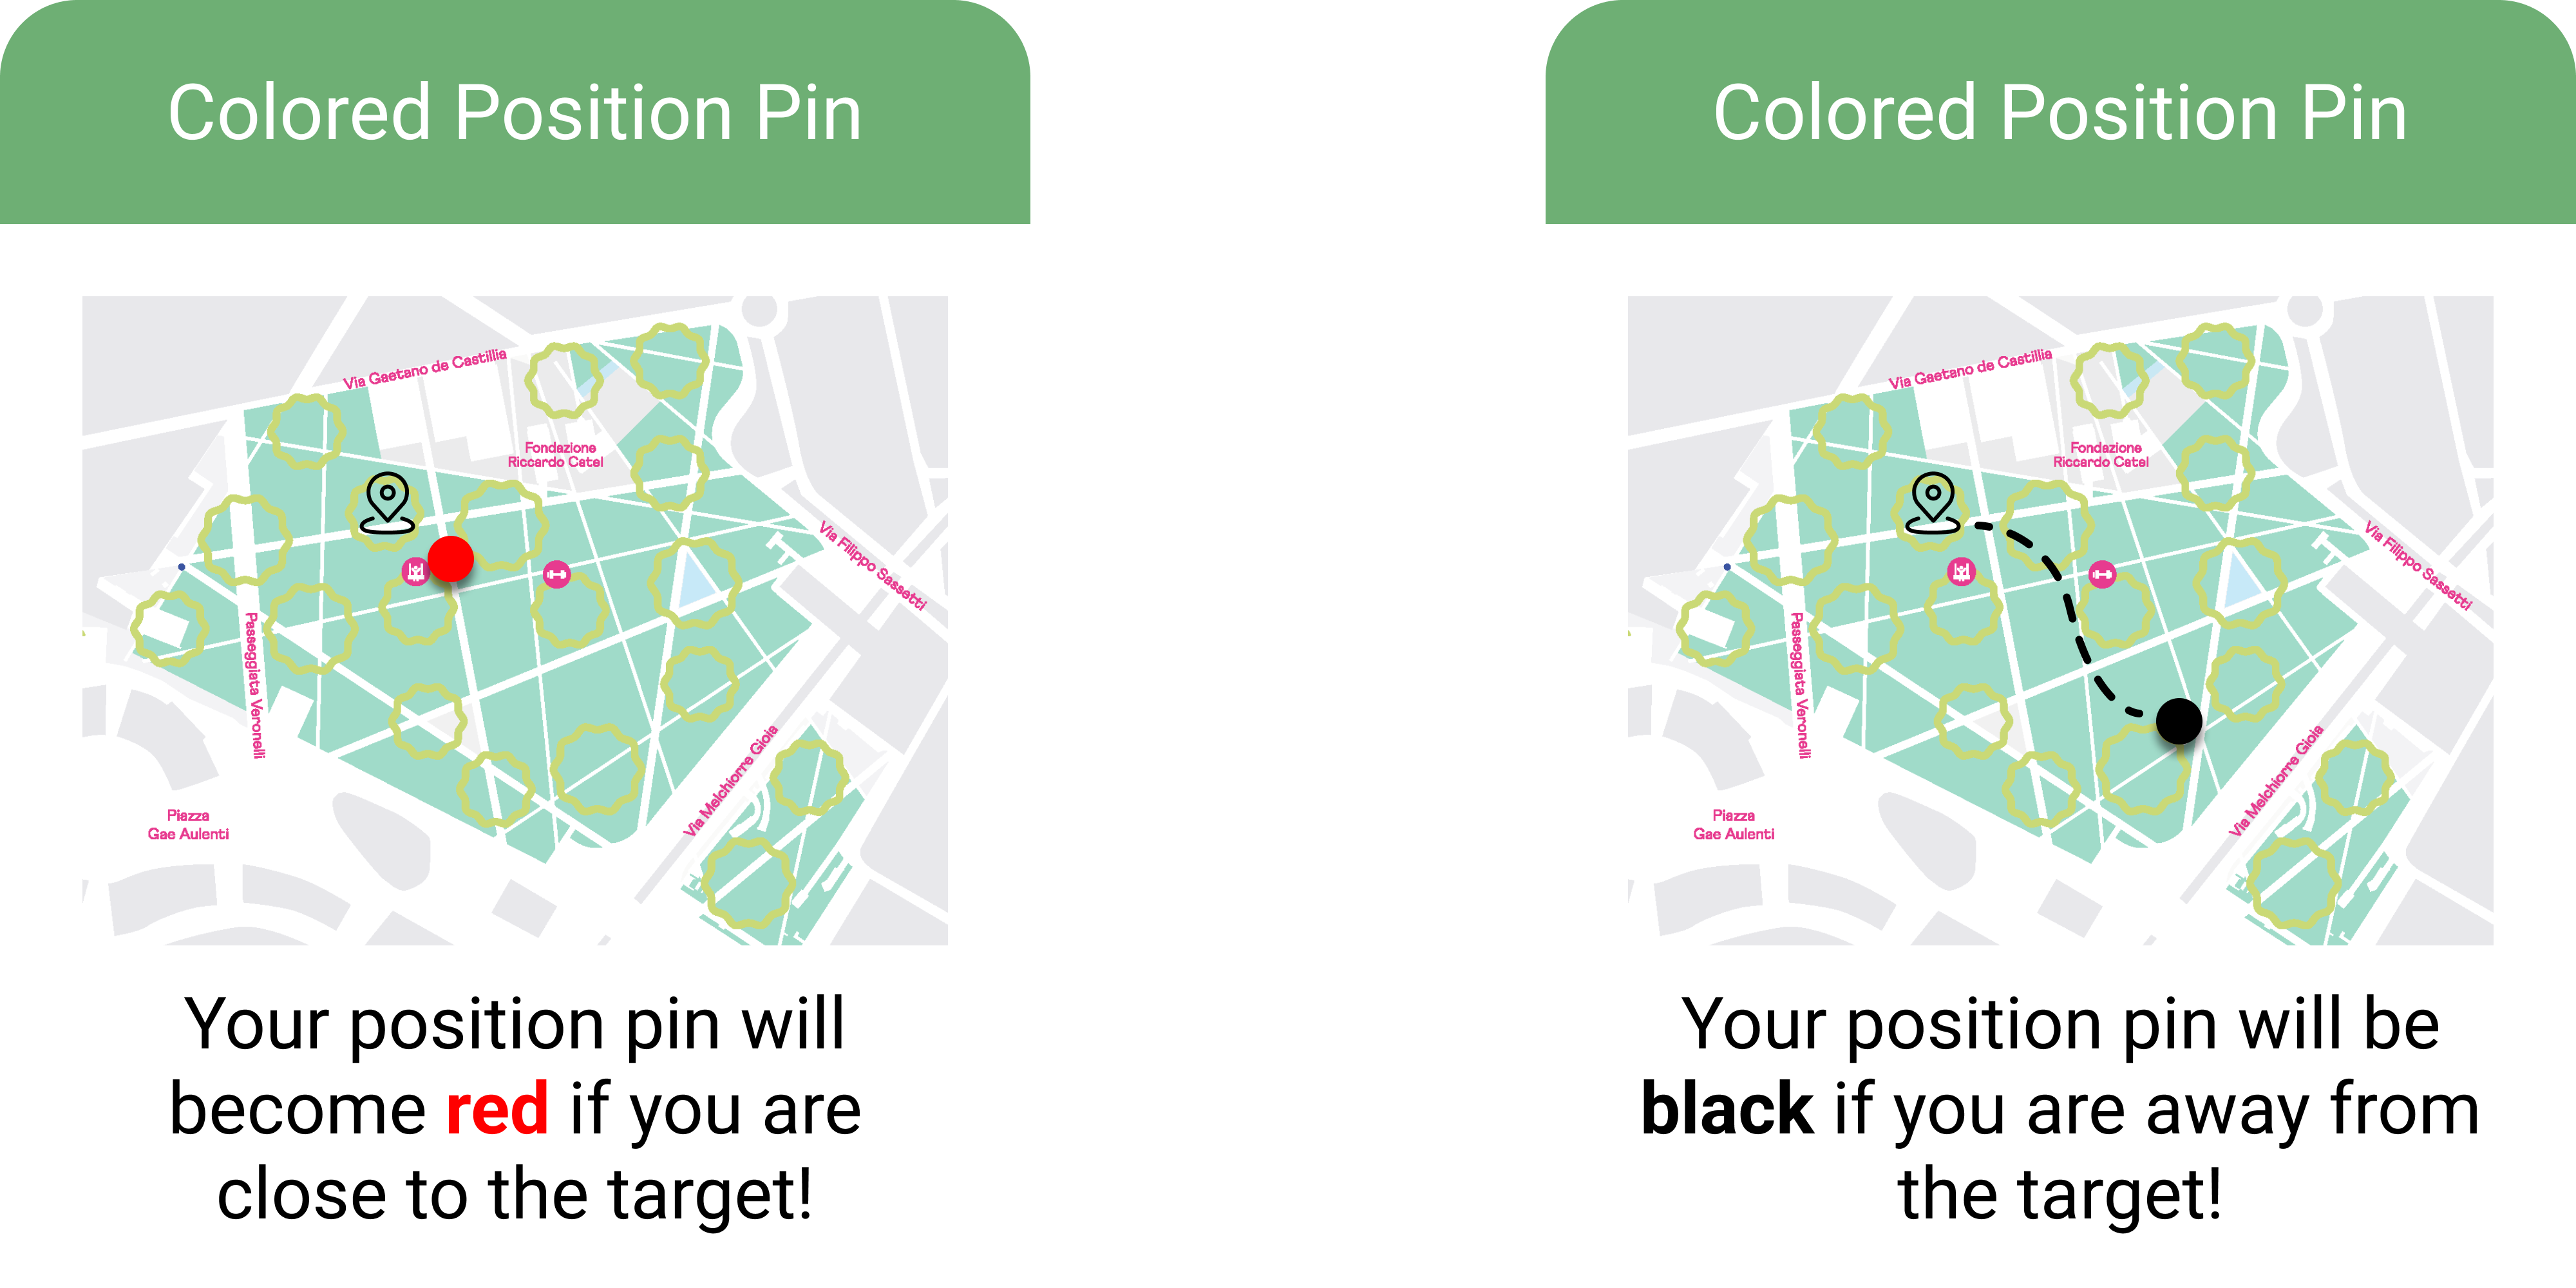 Colored Position Pin
Via Gaetano de Castillia
Fondazione
Riccardo Catel
Via Filippo Sassetti
Passeggiata Veronelli
Via Melchiorre Gioia
Piazza
Gae Aulenti
Your position pin will
become red if you are
close to the target!
Colored Position Pin
Via Gaetano de Castillia
Fondazione
Riccardo Catel
Via Filippo Sassetti
Passeggiata Veronelli
Via Melchiorre Gioia
Piazza
Gae Aulenti
Your position pin will be
black if you are away from
the target!